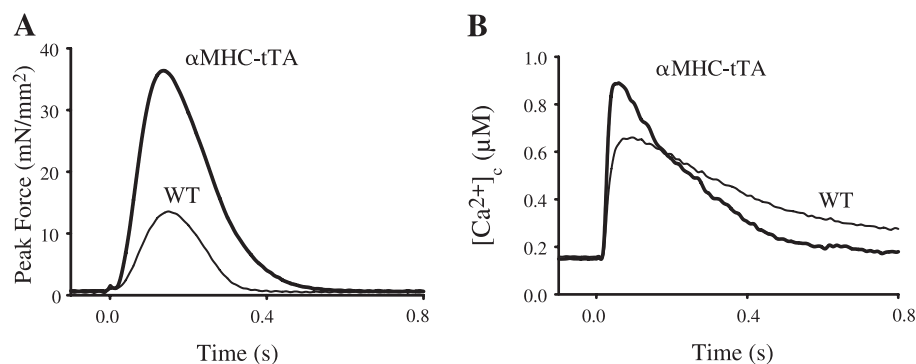 A
αMHC-tTA
WT
Peak Force (mN/mm²)
40
30
20
10
0
0.0
0.4
0.8
Time (s)
B
αMHC-tTA
WT
[Ca²⁺]c (µM)
1.0
0.8
0.6
0.4
0.2
0.0
0.0
0.4
0.8
Time (s)